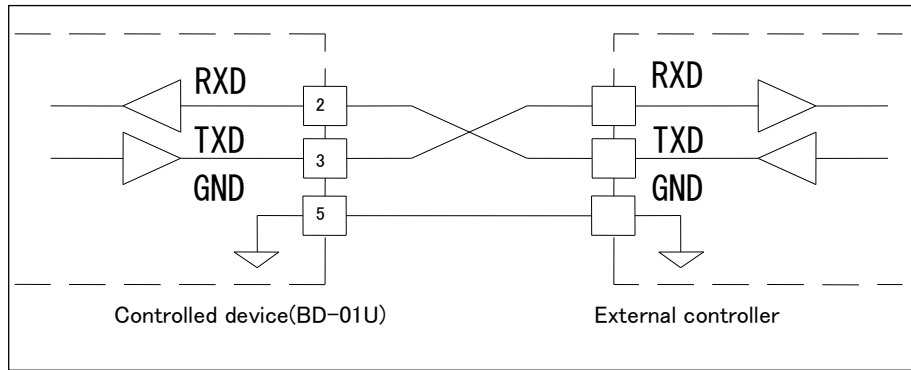 RXD
2
TXD
3
GND
5
RXD
TXD
GND
Controlled device(BD-01U)
External controller